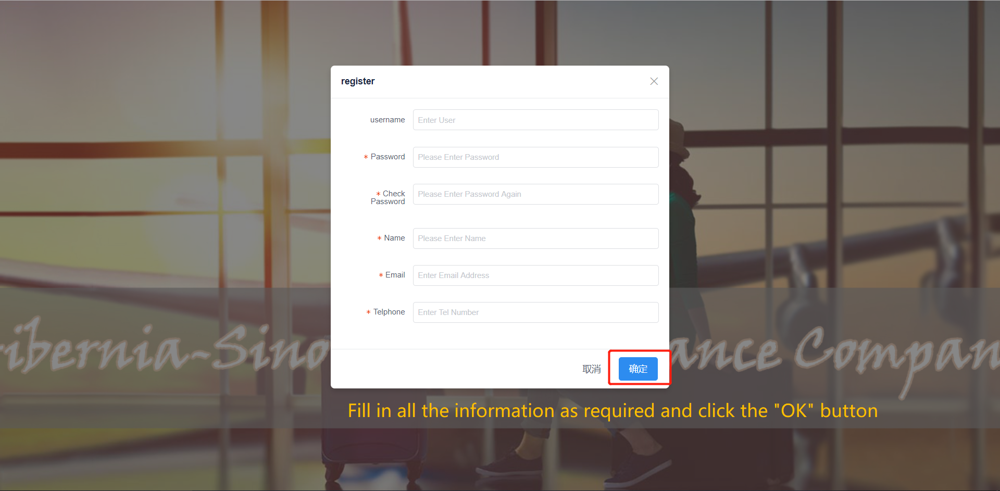 register
username
Enter User
* Password
Please Enter Password
* Check
Password
Please Enter Password Again
* Name
Please Enter Name
* Email
Enter Email Address
* Telphone
Enter Tel Number
ibernia-Sino
ance Compan
取消
确定
Fill in all the information as required and click the "OK" button